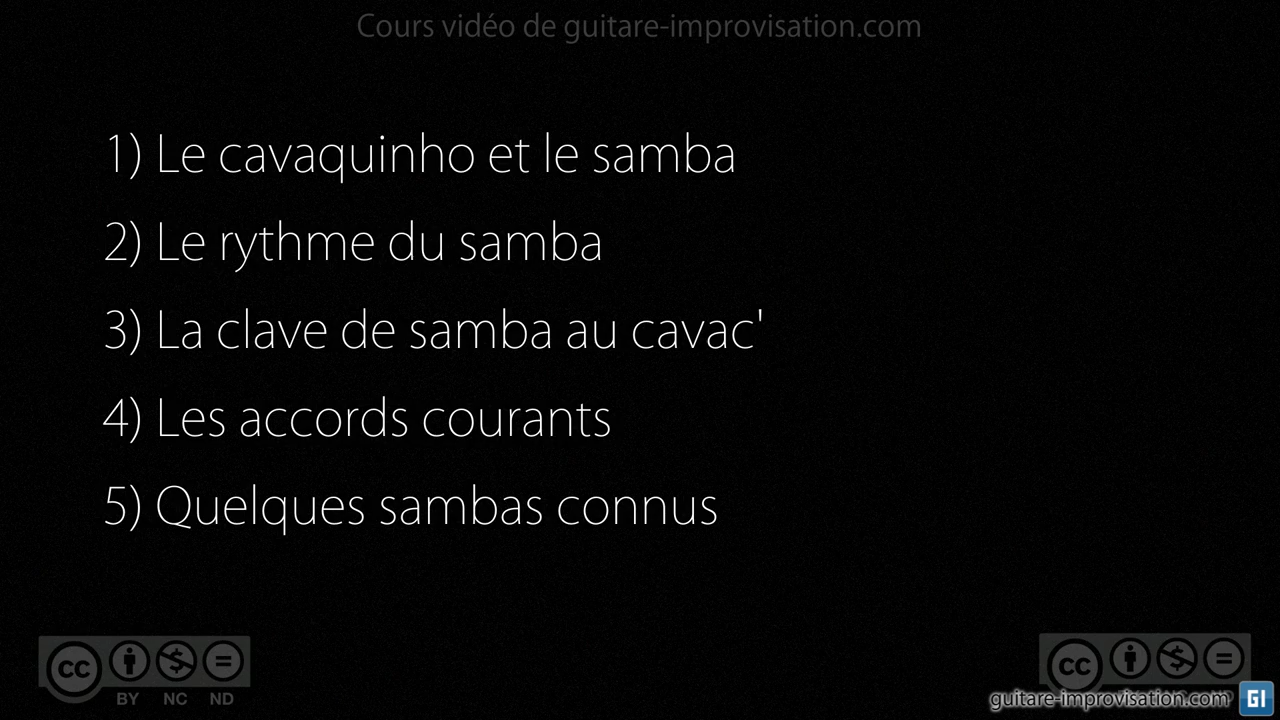 Cours vidéo de guitare-improvisation.com
1) Le cavaquinho et le samba
2) Le rythme du samba
3) La clave de samba au cavac'
4) Les accords courants
5) Quelques sambas connus
cc
BY NC ND
cc
guitare-improvisation.com GI